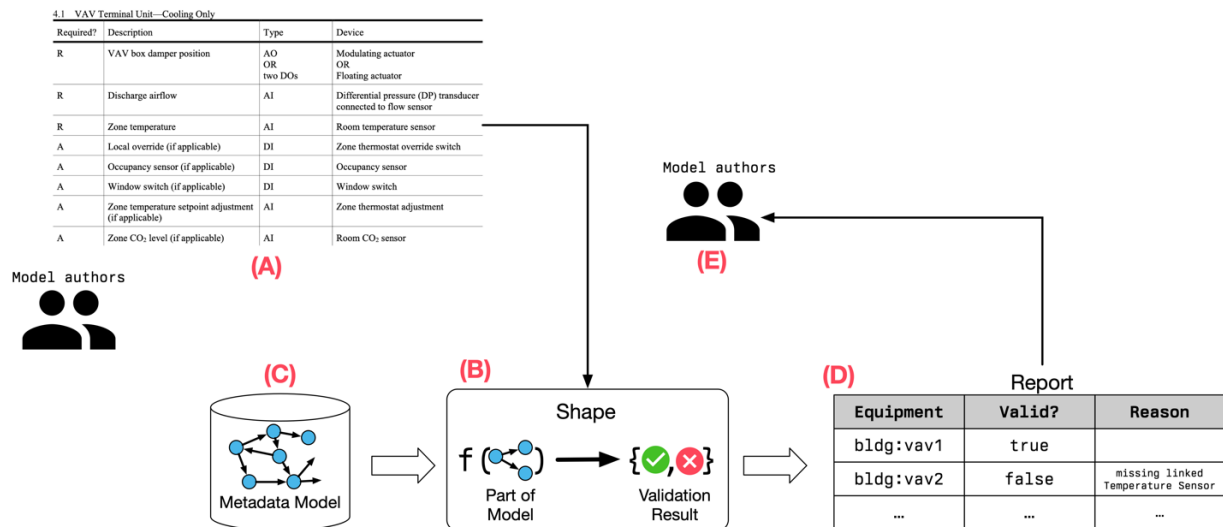 4.1 VAV Terminal Unit—Cooling Only
Required? Description Type Device
R VAV box damper position AO Modulating actuator
OR OR
two DOs Floating actuator
R Discharge airflow AI Differential pressure (DP) transducer
connected to flow sensor
R Zone temperature AI Room temperature sensor
A Local override (if applicable) DI Zone thermostat override switch
A Occupancy sensor (if applicable) DI Occupancy sensor
A Window switch (if applicable) DI Window switch
A Zone temperature setpoint adjustment AI Zone thermostat adjustment
(if applicable)
A Zone CO₂ level (if applicable) AI Room CO₂ sensor
(A)
Model authors
Model authors
(E)
(C)
Metadata Model
(B)
Shape
f( ) { , }
Part of
Model
Validation
Result
(D)
Report
Equipment Valid? Reason
bldg:vav1 true
bldg:vav2 false missing linked
Temperature Sensor
… … …